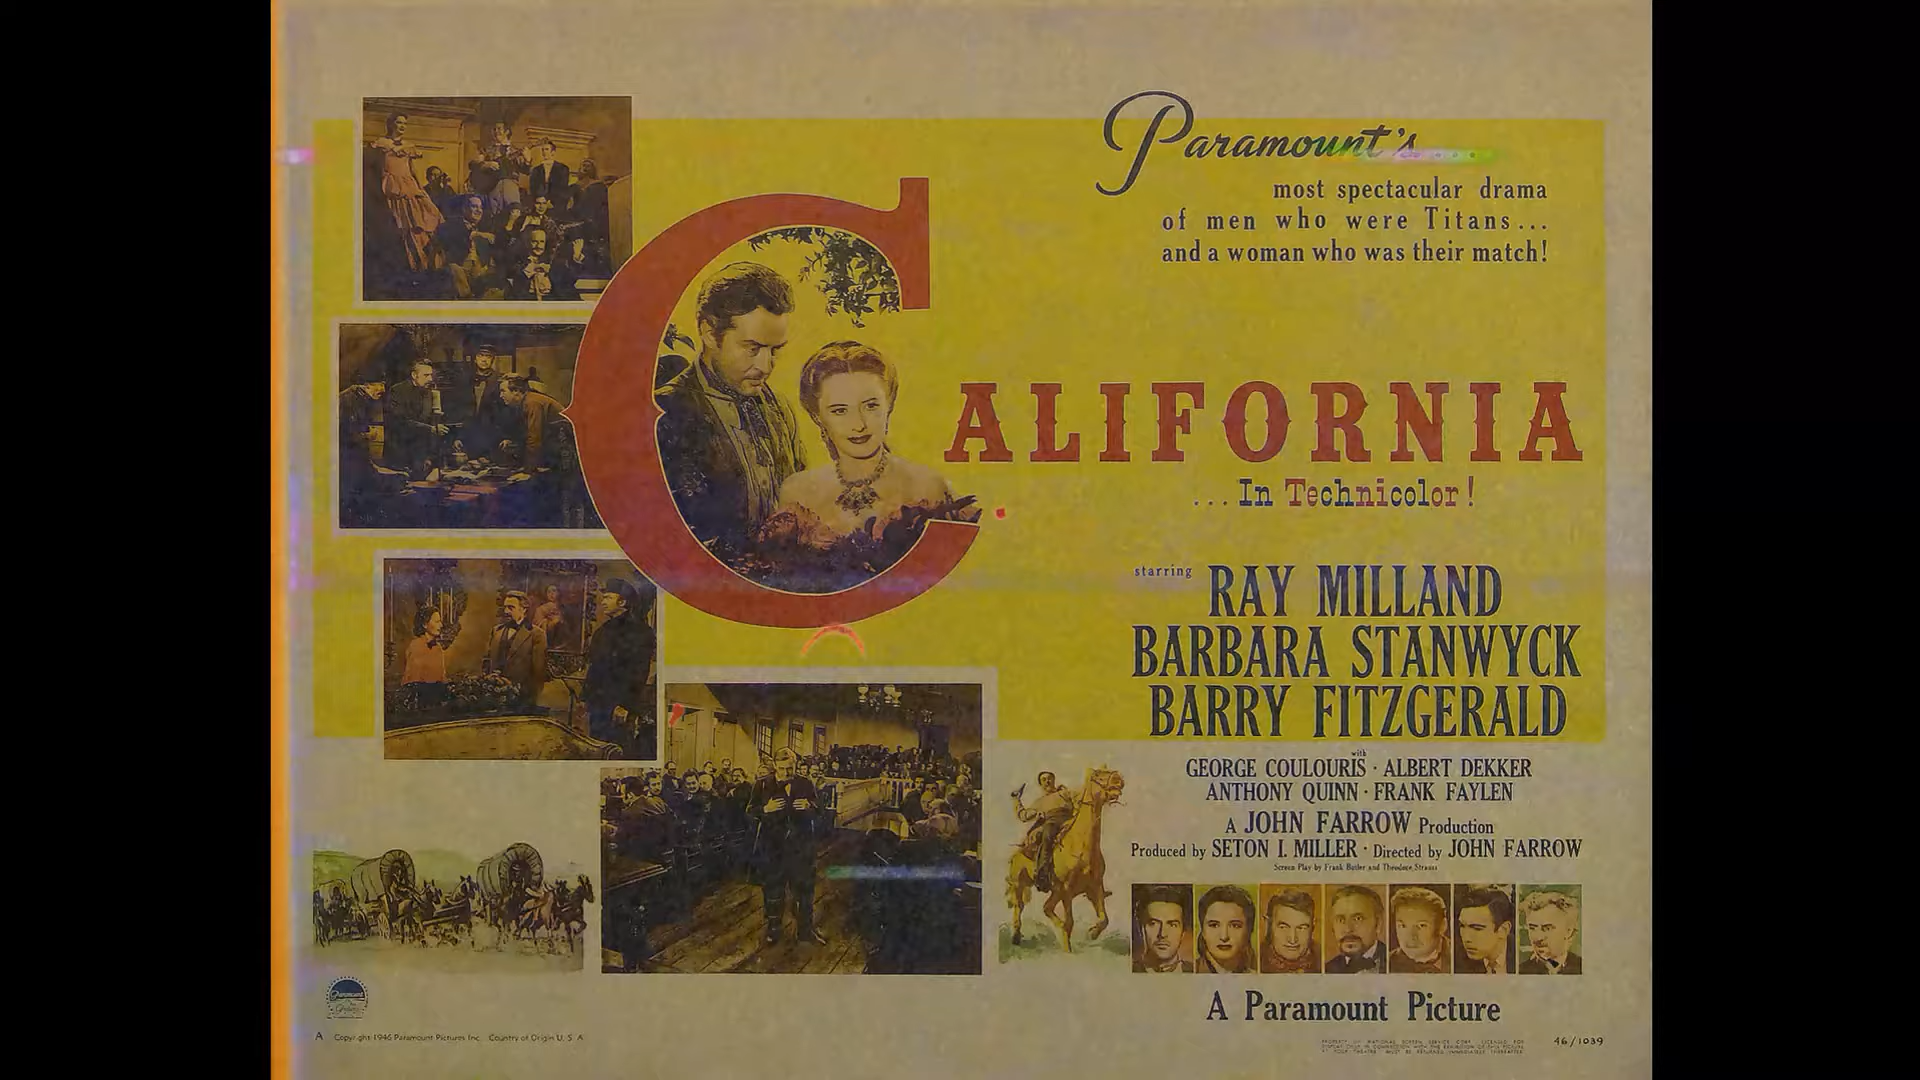 Paramount's....
most spectacular drama
of men who were Titans...
and a woman who was their match!
CALIFORNIA
...In Technicolor!
starring
RAY MILLAND
BARBARA STANWYCK
BARRY FITZGERALD
with
GEORGE COULOURIS · ALBERT DEKKER
ANTHONY QUINN · FRANK FAYLEN
A JOHN FARROW Production
Produced by SETON I. MILLER · Directed by JOHN FARROW
Screen Play by Frank Butler and Theodore Strauss
A Paramount Picture
Paramount
A Copyright 1946 Paramount Pictures Inc. Country of Origin U. S. A
46/1039